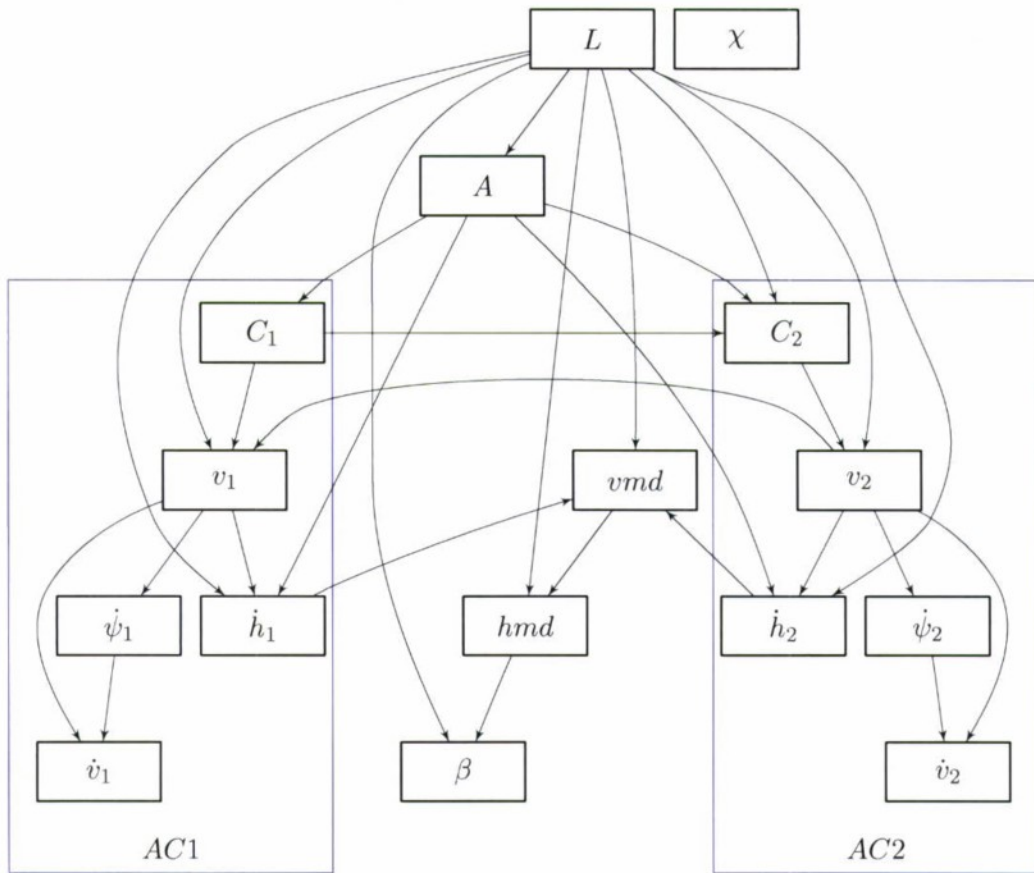 L χ
A
C₁ C₂
v₁ vmd v₂
ψ̇₁ ḣ₁ hmd ḣ₂ ψ̇₂
v̇₁ β v̇₂
AC1 AC2